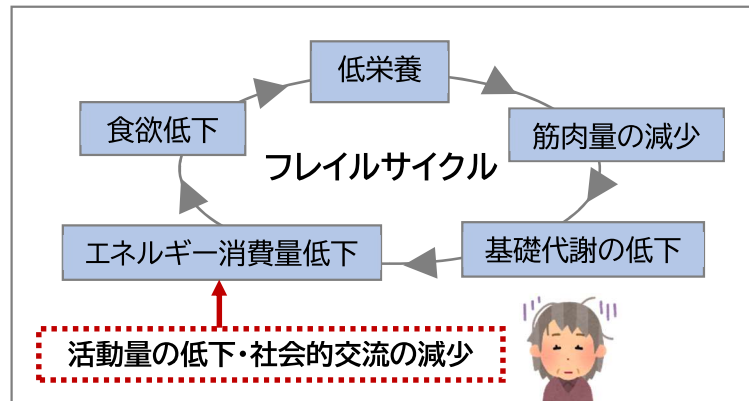 低栄養
食欲低下
筋肉量の減少
フレイルサイクル
エネルギー消費量低下
基礎代謝の低下
活動量の低下・社会的交流の減少